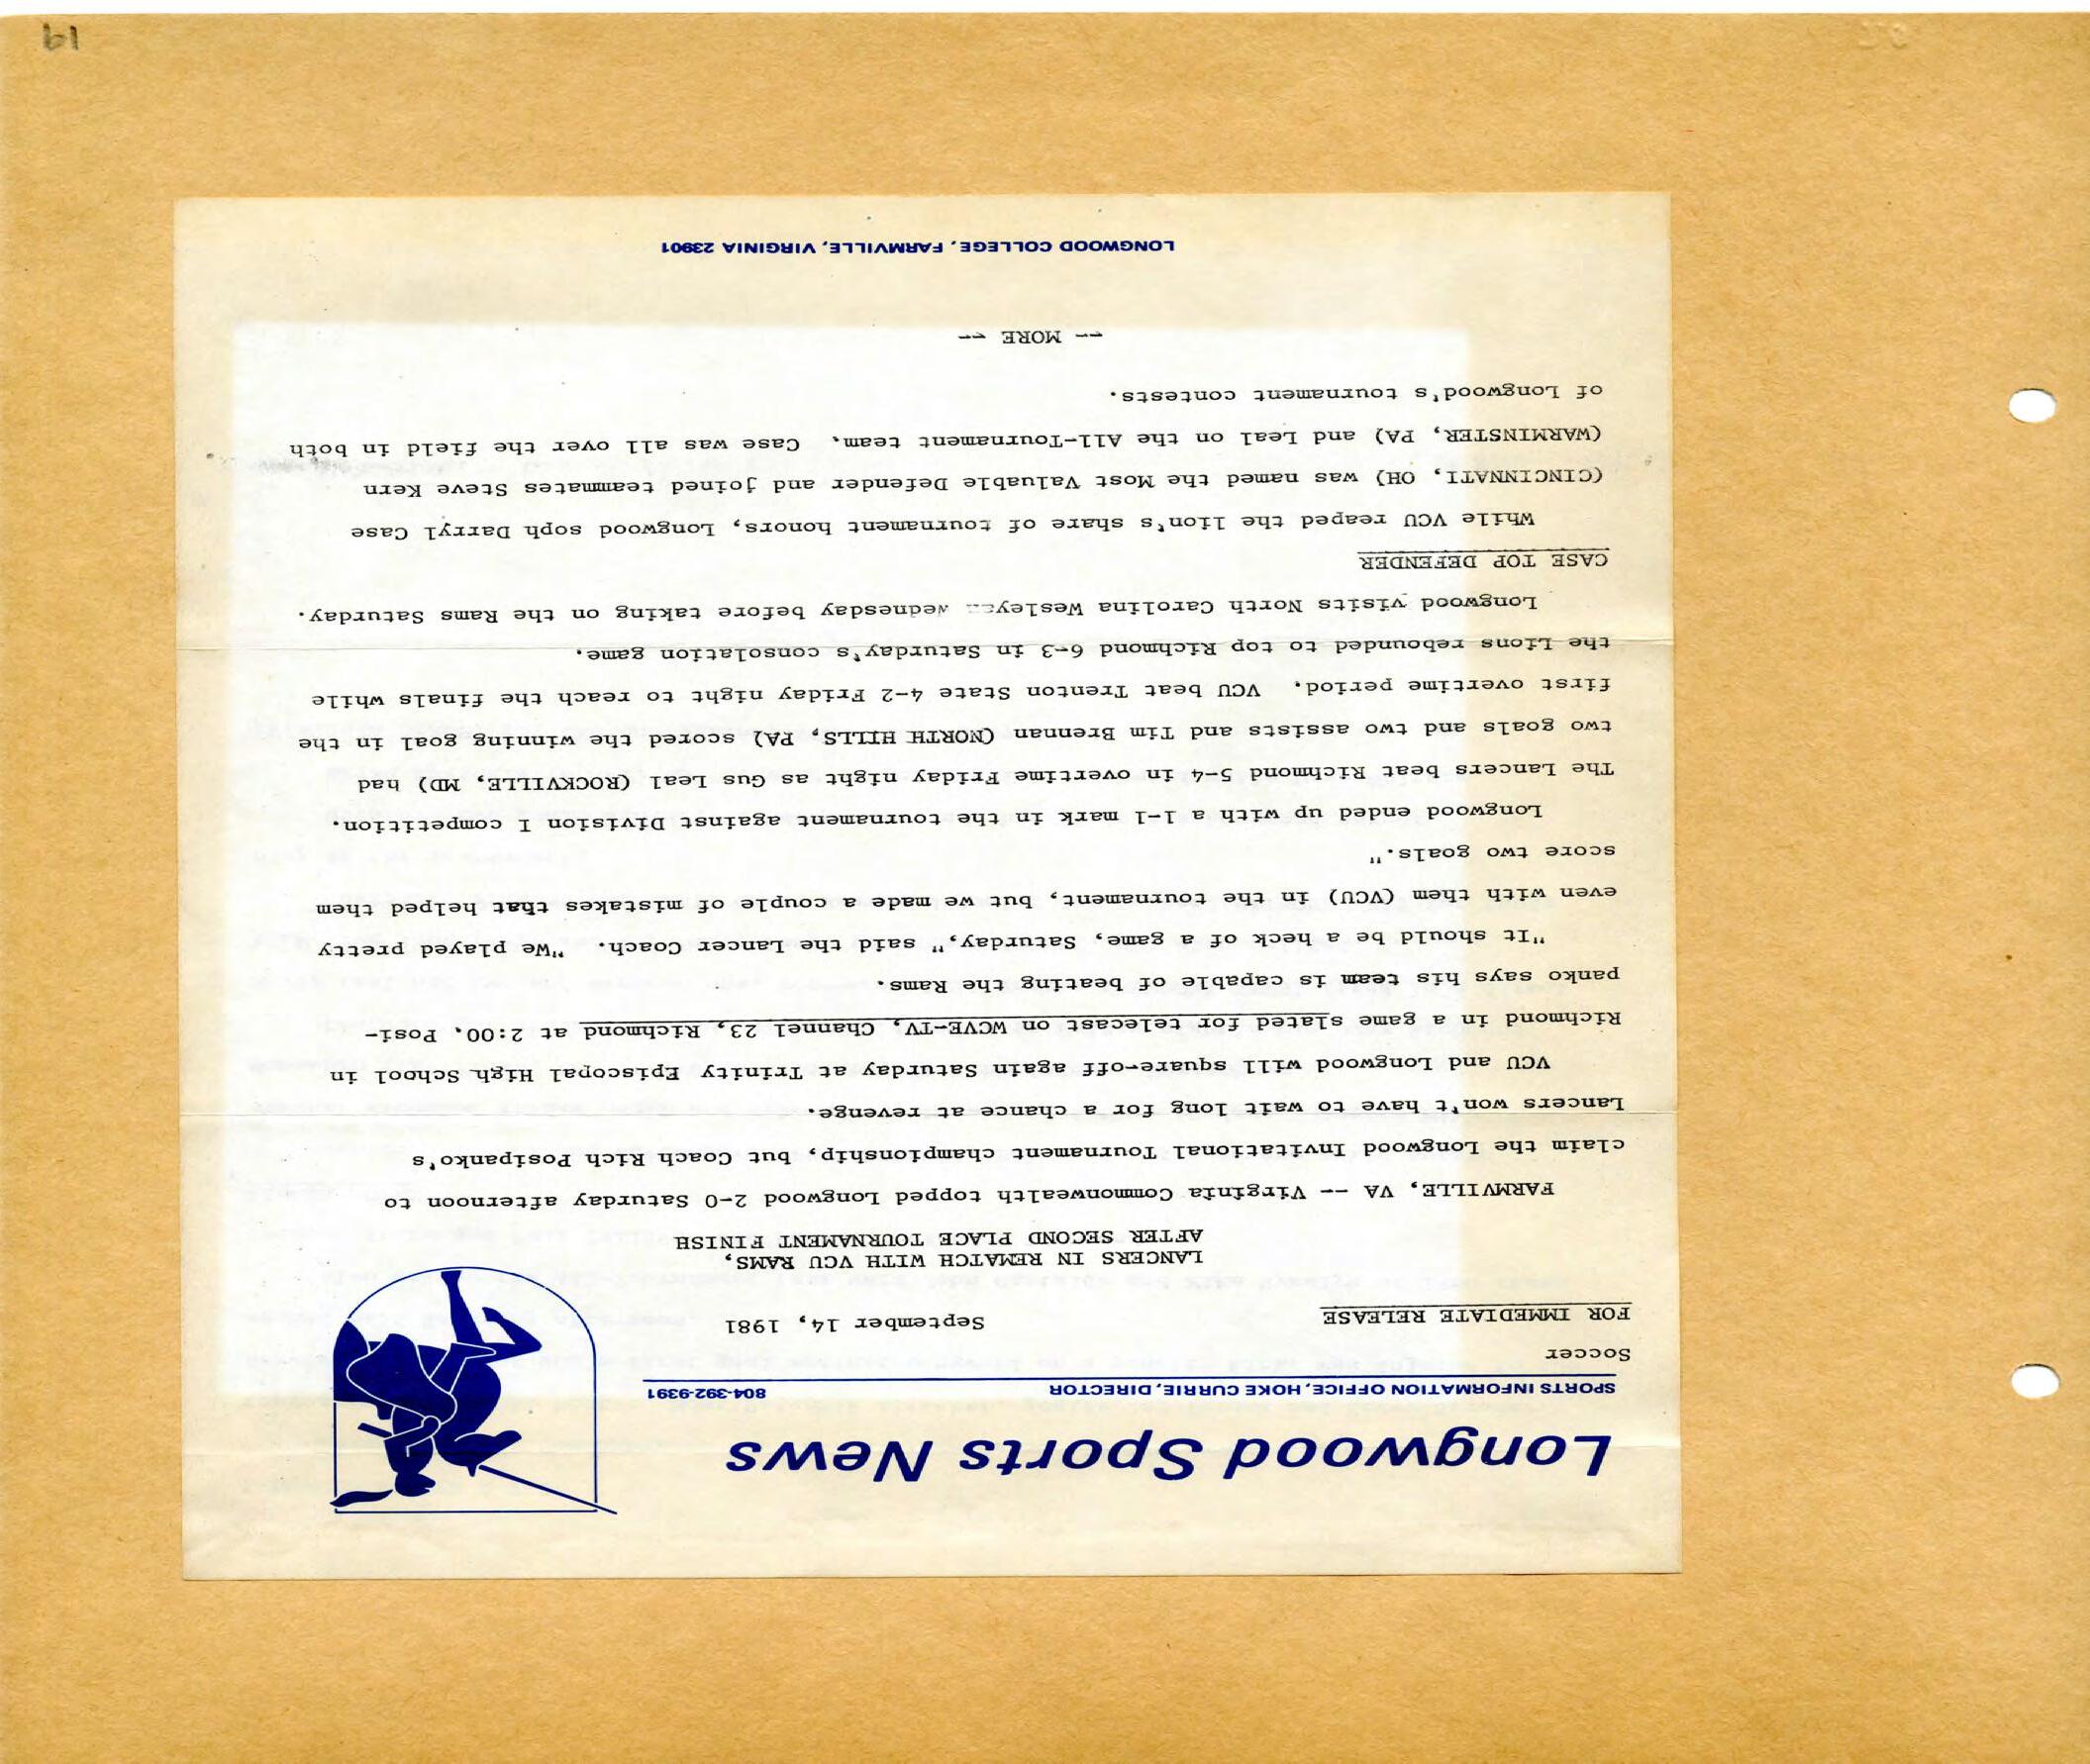 Longwood Sports News
SPORTS INFORMATION OFFICE, HOKE CURRIE, DIRECTOR 804-392-9391
Soccer
FOR IMMEDIATE RELEASE September 14, 1981
LANCERS IN REMATCH WITH VCU RAMS,
AFTER SECOND PLACE TOURNAMENT FINISH
FARMVILLE, VA -- Virginia Commonwealth topped Longwood 2-0 Saturday afternoon to
claim the Longwood Invitational Tournament championship, but Coach Rich Posipanko's
Lancers won't have to wait long for a chance at revenge.
VCU and Longwood will square-off again Saturday at Trinity Episcopal High School in
Richmond in a game slated for telecast on WCVE-TV, Channel 23, Richmond at 2:00. Posi-
panko says his team is capable of beating the Rams.
"It should be a heck of a game, Saturday," said the Lancer Coach. "We played pretty
even with them (VCU) in the tournament, but we made a couple of mistakes that helped them
score two goals."
Longwood ended up with a 1-1 mark in the tournament against Division I competition.
The Lancers beat Richmond 5-4 in overtime Friday night as Gus Leal (ROCKVILLE, MD) had
two goals and two assists and Tim Brennan (NORTH HILLS, PA) scored the winning goal in the
first overtime period. VCU beat Trenton State 4-2 Friday night to reach the finals while
the Lions rebounded to top Richmond 6-3 in Saturday's consolation game.
Longwood visits North Carolina Wesleyan Wednesday before taking on the Rams Saturday.
CASE TOP DEFENDER
While VCU reaped the lion's share of tournament honors, Longwood soph Darryl Case
(CINCINNATI, OH) was named the Most Valuable Defender and joined teammates Steve Kern
(WARMINSTER, PA) and Leal on the All-Tournament team. Case was all over the field in both
of Longwood's tournament contests.
-- MORE --
LONGWOOD COLLEGE, FARMVILLE, VIRGINIA 23901